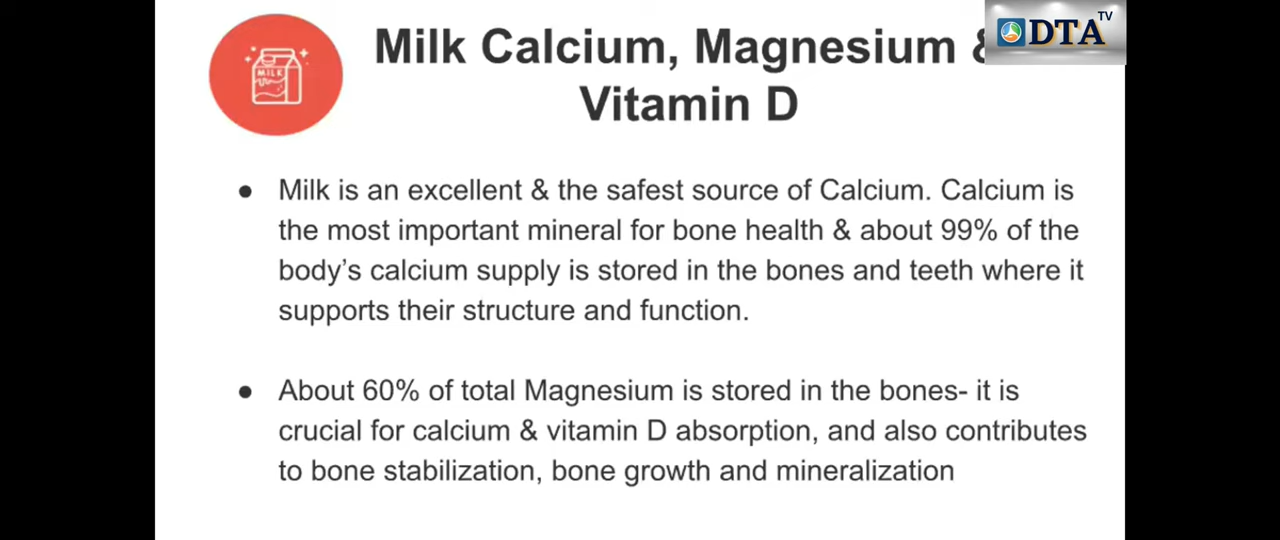 DTA TV
MILK
Milk Calcium, Magnesium &
Vitamin D
● Milk is an excellent & the safest source of Calcium. Calcium is
the most important mineral for bone health & about 99% of the
body’s calcium supply is stored in the bones and teeth where it
supports their structure and function.
● About 60% of total Magnesium is stored in the bones- it is
crucial for calcium & vitamin D absorption, and also contributes
to bone stabilization, bone growth and mineralization